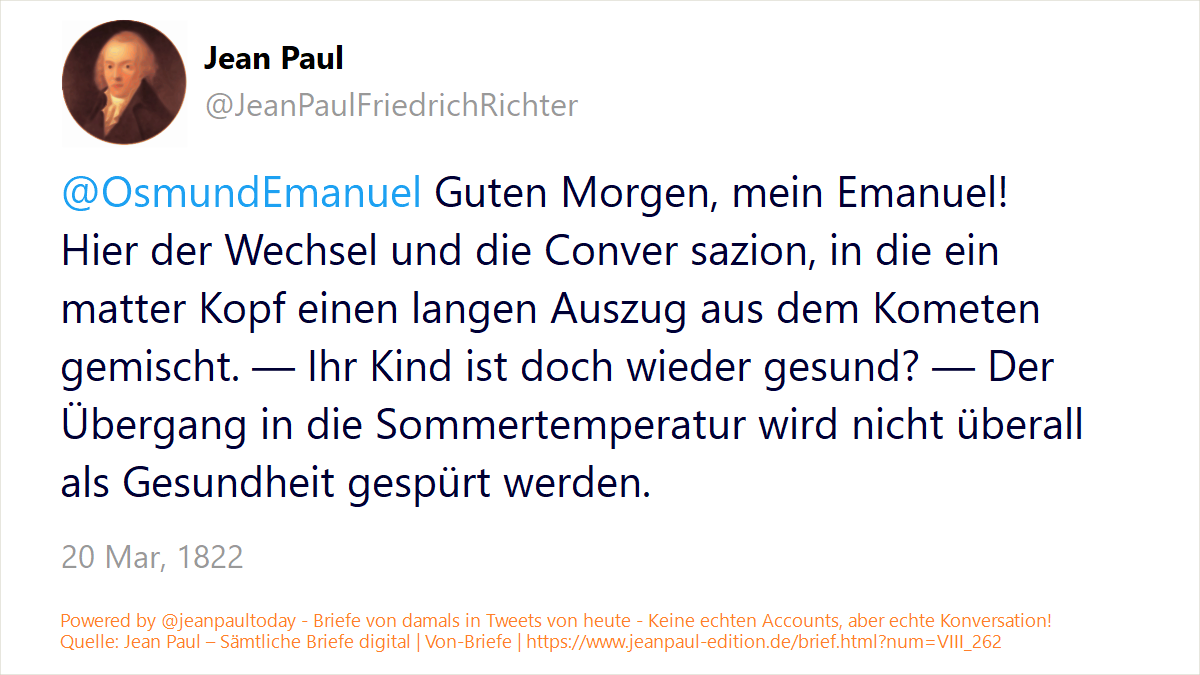 Jean Paul
@JeanPaulFriedrichRichter
@OsmundEmanuel Guten Morgen, mein Emanuel!
Hier der Wechsel und die Conver sazion, in die ein
matter Kopf einen langen Auszug aus dem Kometen
gemischt. — Ihr Kind ist doch wieder gesund? — Der
Übergang in die Sommertemperatur wird nicht überall
als Gesundheit gespürt werden.
20 Mar, 1822
Powered by @jeanpaultoday - Briefe von damals in Tweets von heute - Keine echten Accounts, aber echte Konversation!
Quelle: Jean Paul – Sämtliche Briefe digital | Von-Briefe | https://www.jeanpaul-edition.de/brief.html?num=VIII_262